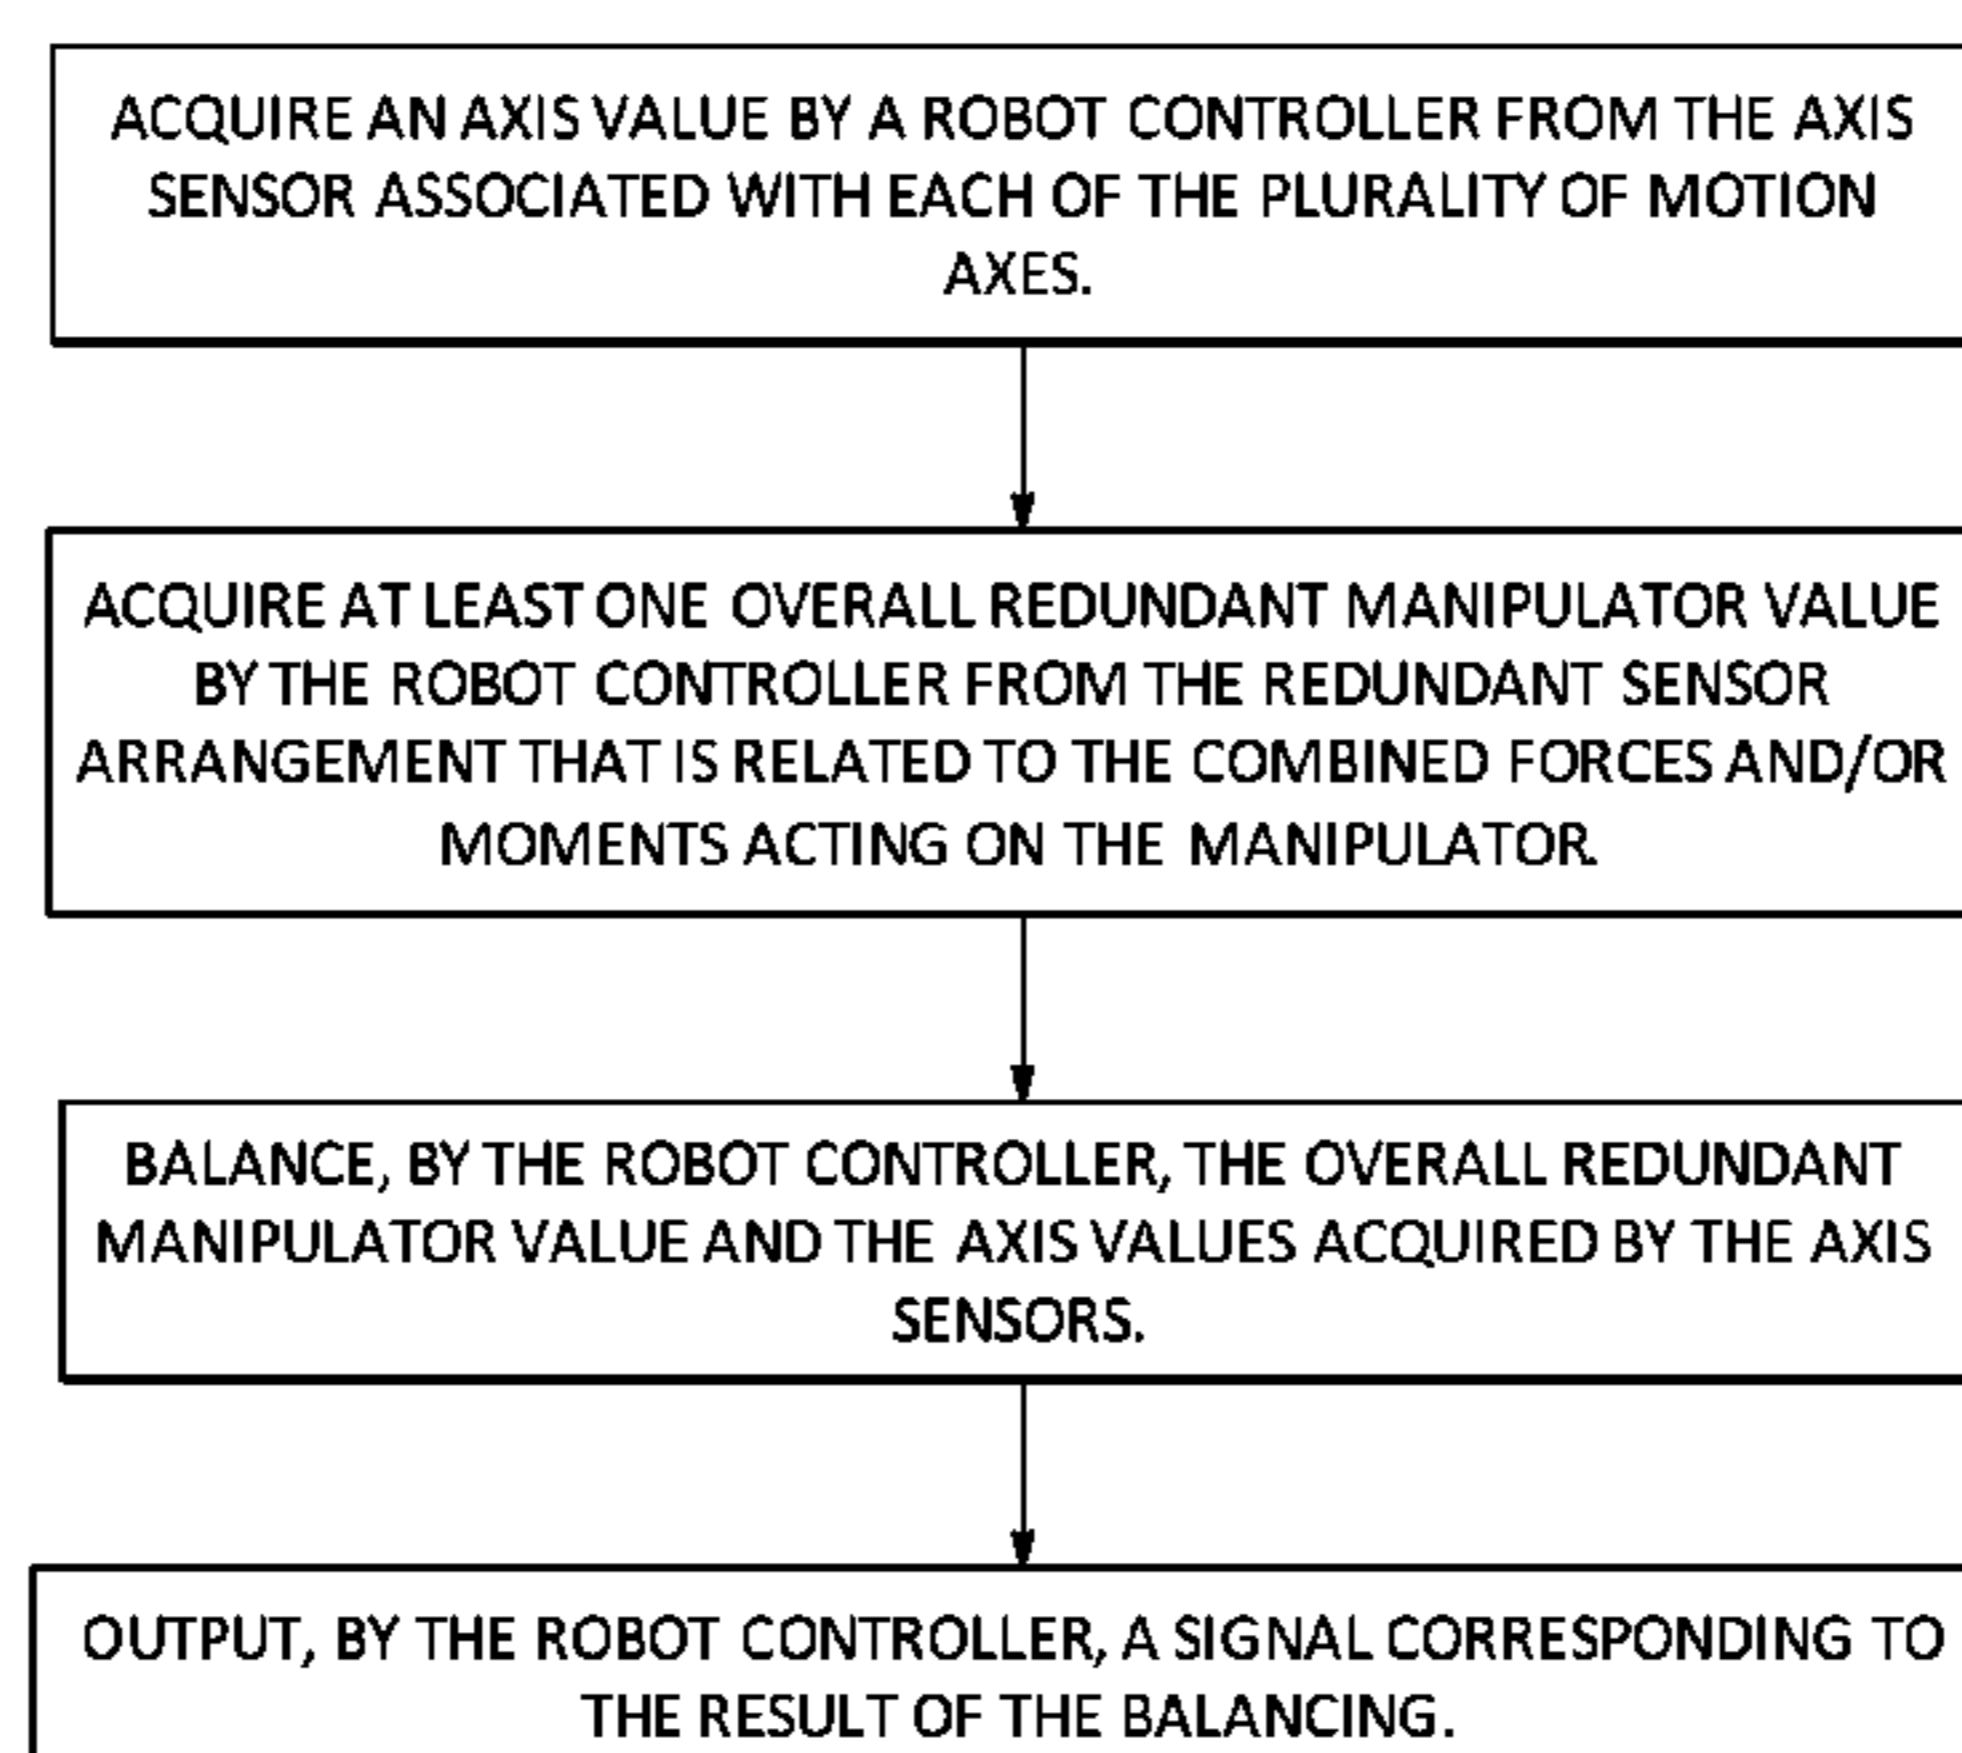 ACQUIRE AN AXIS VALUE BY A ROBOT CONTROLLER FROM THE AXIS
SENSOR ASSOCIATED WITH EACH OF THE PLURALITY OF MOTION
AXES.
ACQUIRE AT LEAST ONE OVERALL REDUNDANT MANIPULATOR VALUE
BY THE ROBOT CONTROLLER FROM THE REDUNDANT SENSOR
ARRANGEMENT THAT IS RELATED TO THE COMBINED FORCES AND/OR
MOMENTS ACTING ON THE MANIPULATOR.
BALANCE, BY THE ROBOT CONTROLLER, THE OVERALL REDUNDANT
MANIPULATOR VALUE AND THE AXIS VALUES ACQUIRED BY THE AXIS
SENSORS.
OUTPUT, BY THE ROBOT CONTROLLER, A SIGNAL CORRESPONDING TO
THE RESULT OF THE BALANCING.